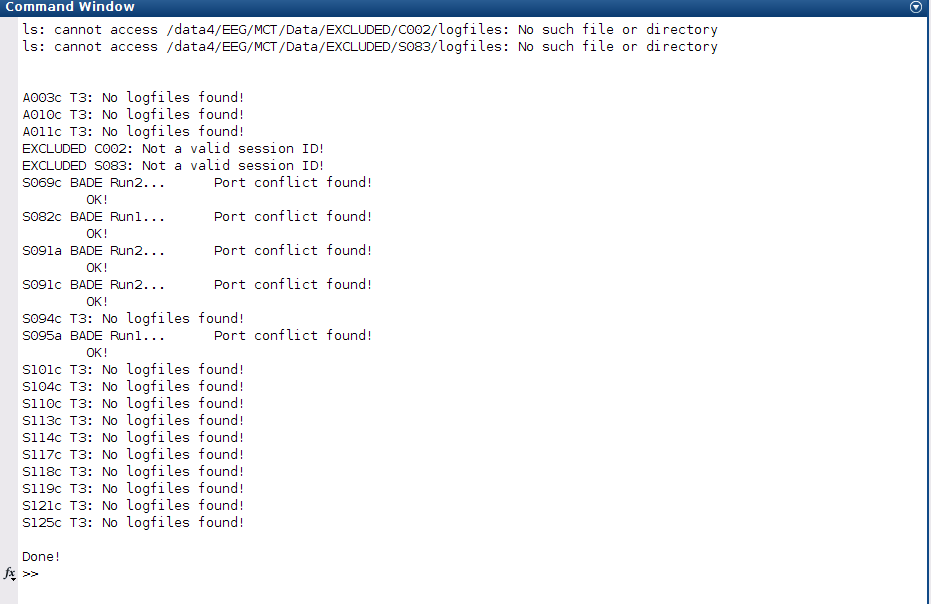 Command Window
ls: cannot access /data4/EEG/MCT/Data/EXCLUDED/C002/logfiles: No such file or directory
ls: cannot access /data4/EEG/MCT/Data/EXCLUDED/S083/logfiles: No such file or directory
A003c T3: No logfiles found!
A010c T3: No logfiles found!
A011c T3: No logfiles found!
EXCLUDED C002: Not a valid session ID!
EXCLUDED S083: Not a valid session ID!
S069c BADE Run2... Port conflict found!
OK!
S082c BADE Run1... Port conflict found!
OK!
S091a BADE Run2... Port conflict found!
OK!
S091c BADE Run2... Port conflict found!
OK!
S094c T3: No logfiles found!
S095a BADE Run1... Port conflict found!
OK!
S101c T3: No logfiles found!
S104c T3: No logfiles found!
S110c T3: No logfiles found!
S113c T3: No logfiles found!
S114c T3: No logfiles found!
S117c T3: No logfiles found!
S118c T3: No logfiles found!
S119c T3: No logfiles found!
S121c T3: No logfiles found!
S125c T3: No logfiles found!
Done!
fx >>